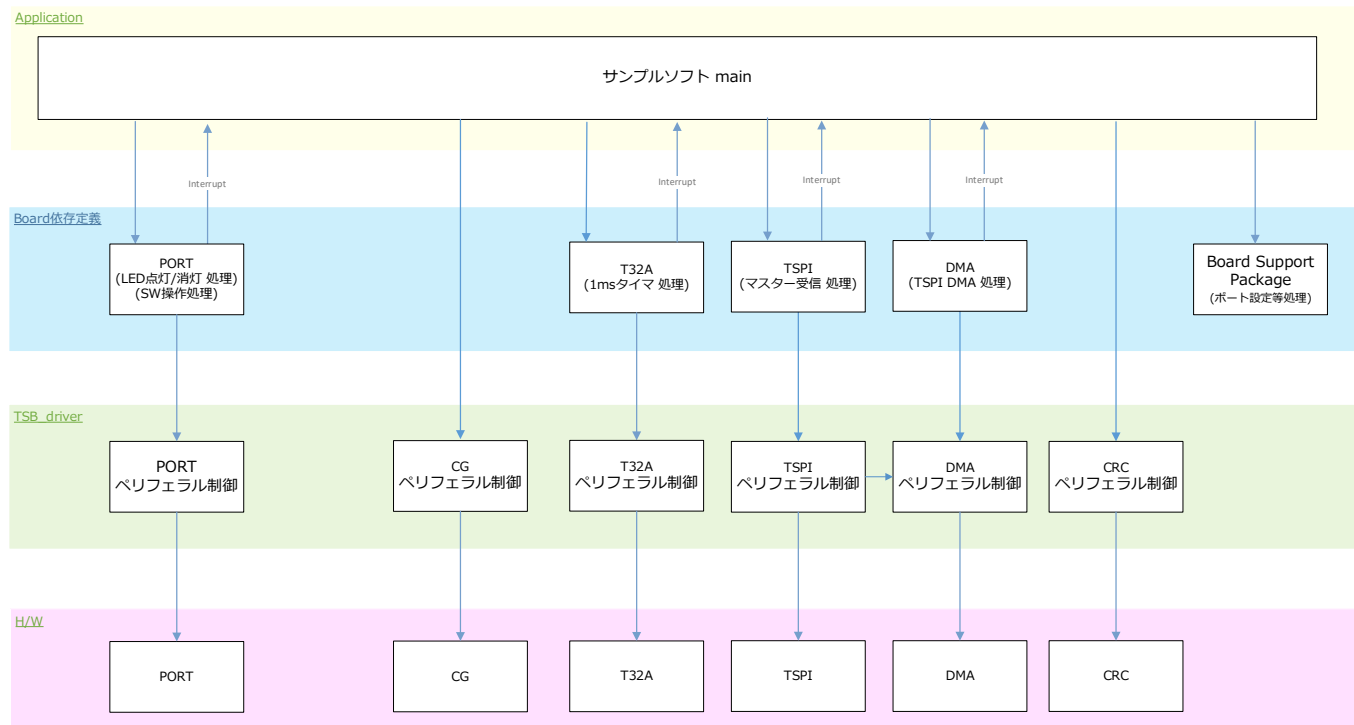 Application
サンプルソフト main
Interrupt
Interrupt
Interrupt
Interrupt
Board依存定義
PORT
(LED点灯/消灯 処理)
(SW操作処理)
T32A
(1msタイマ 処理)
TSPI
(マスター受信 処理)
DMA
(TSPI DMA 処理)
Board Support
Package
(ポート設定等処理)
TSB_driver
PORT
ペリフェラル制御
CG
ペリフェラル制御
T32A
ペリフェラル制御
TSPI
ペリフェラル制御
DMA
ペリフェラル制御
CRC
ペリフェラル制御
H/W
PORT
CG
T32A
TSPI
DMA
CRC